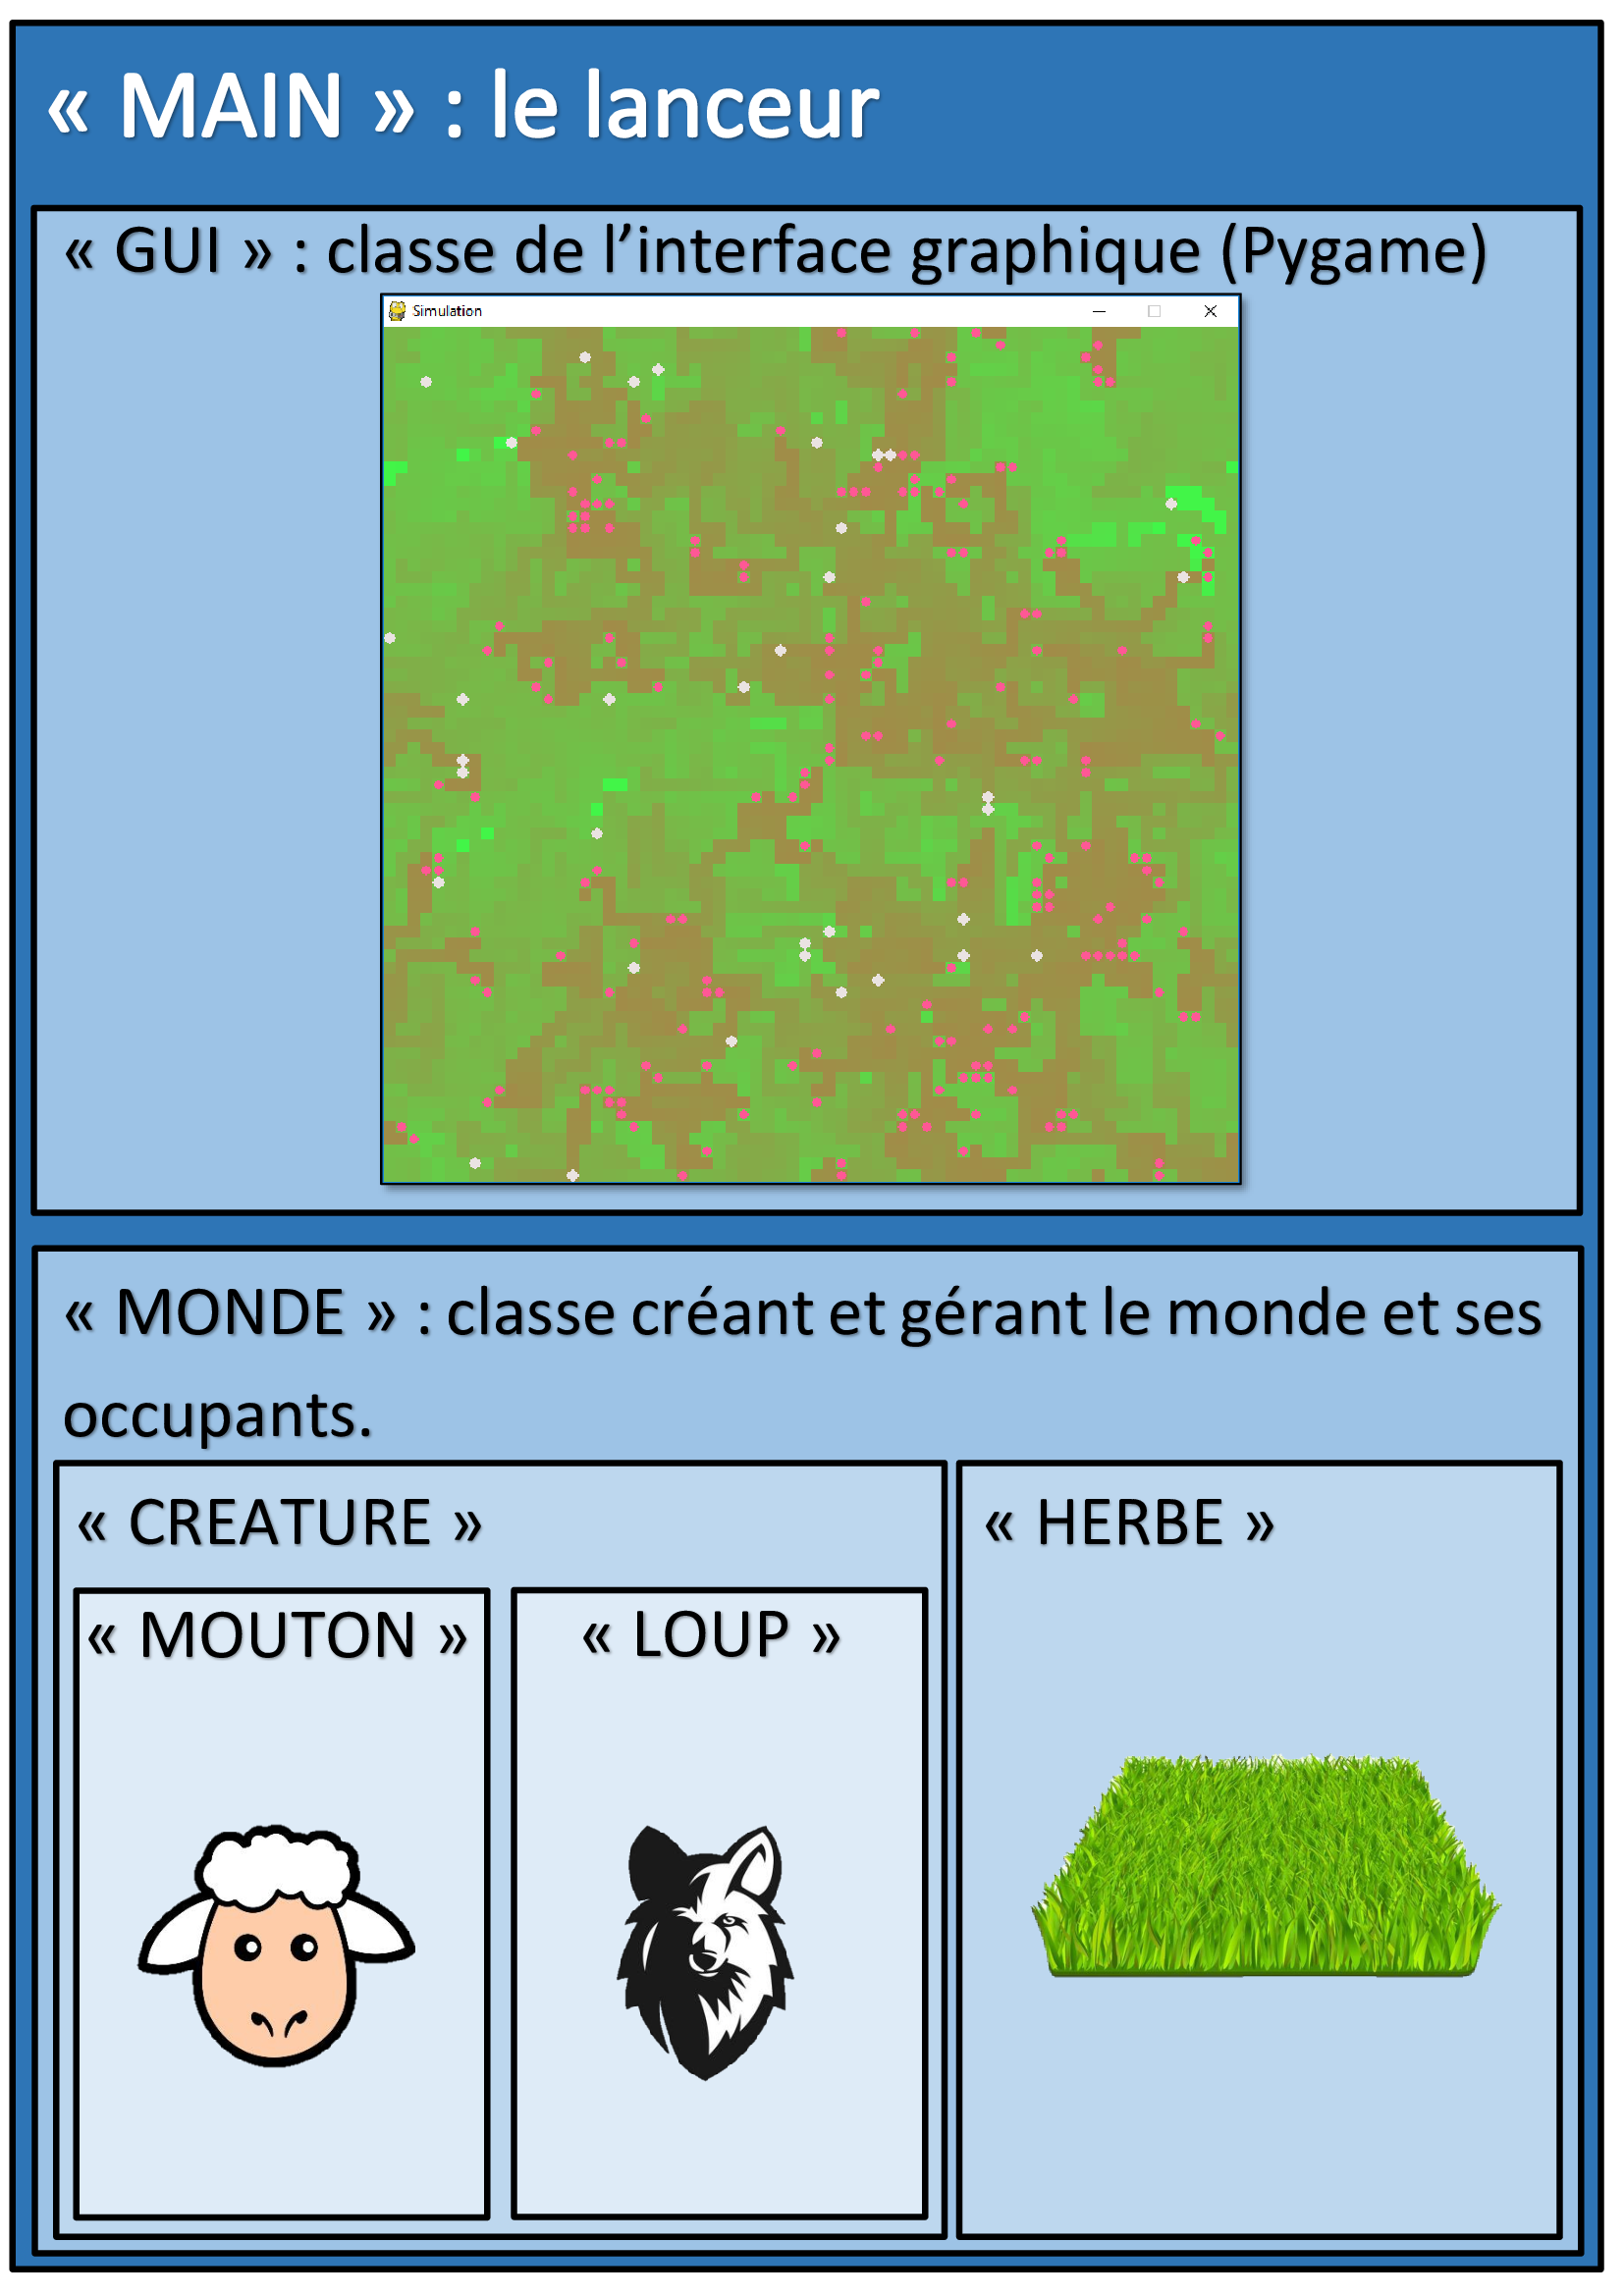 « MAIN » : le lanceur
« GUI » : classe de l’interface graphique (Pygame)
Simulation
« MONDE » : classe créant et gérant le monde et ses
occupants.
« CREATURE »
« HERBE »
« MOUTON »
« LOUP »